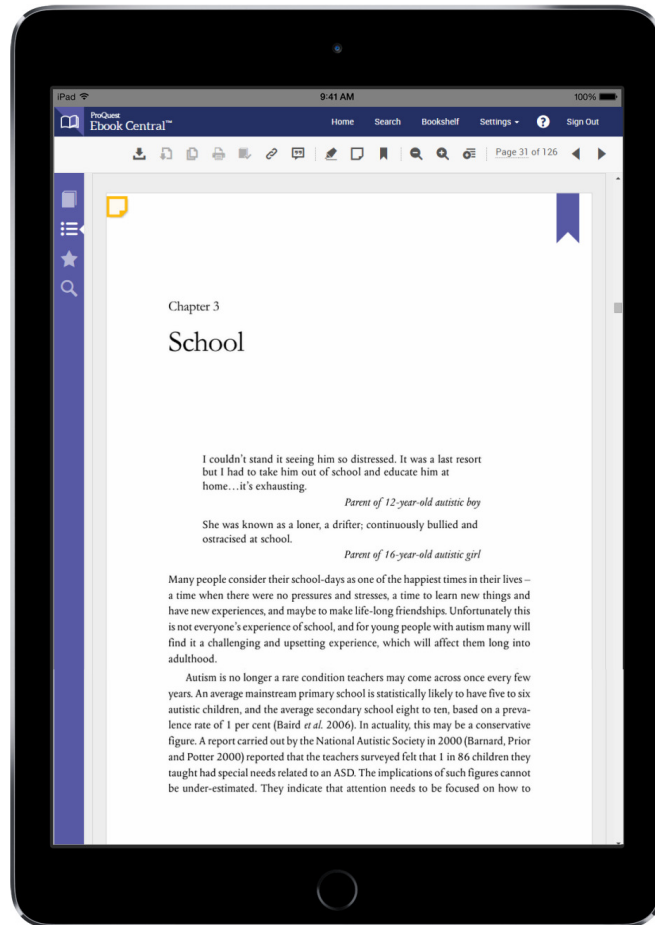 iPad 9:41 AM 100%
ProQuest
Ebook Central™ Home Search Bookshelf Settings ? Sign Out
Page 31 of 126
Chapter 3
School
I couldn’t stand it seeing him so distressed. It was a last resort
but I had to take him out of school and educate him at
home…it’s exhausting.
Parent of 12-year-old autistic boy
She was known as a loner, a drifter; continuously bullied and
ostracised at school.
Parent of 16-year-old autistic girl
Many people consider their school-days as one of the happiest times in their lives –
a time when there were no pressures and stresses, a time to learn new things and
have new experiences, and maybe to make life-long friendships. Unfortunately this
is not everyone’s experience of school, and for young people with autism many will
find it a challenging and upsetting experience, which will affect them long into
adulthood.
Autism is no longer a rare condition teachers may come across once every few
years. An average mainstream primary school is statistically likely to have five to six
autistic children, and the average secondary school eight to ten, based on a preva-
lence rate of 1 per cent (Baird et al. 2006). In actuality, this may be a conservative
figure. A report carried out by the National Autistic Society in 2000 (Barnard, Prior
and Potter 2000) reported that the teachers surveyed felt that 1 in 86 children they
taught had special needs related to an ASD. The implications of such figures cannot
be under-estimated. They indicate that attention needs to be focused on how to